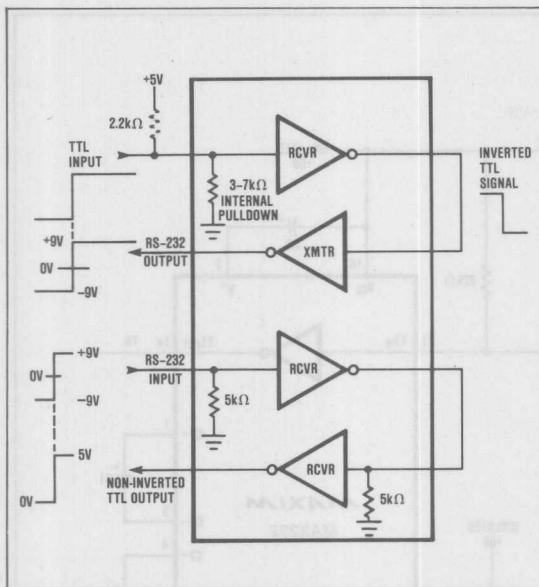 +5V
2.2kΩ
TTL
INPUT
RCVR
INVERTED
TTL
SIGNAL
3–7kΩ
INTERNAL
PULLDOWN
+9V
0V
-9V
RS-232
OUTPUT
XMTR
+9V
0V
-9V
RS-232
INPUT
RCVR
5kΩ
5V
0V
NON-INVERTED
TTL OUTPUT
RCVR
5kΩ